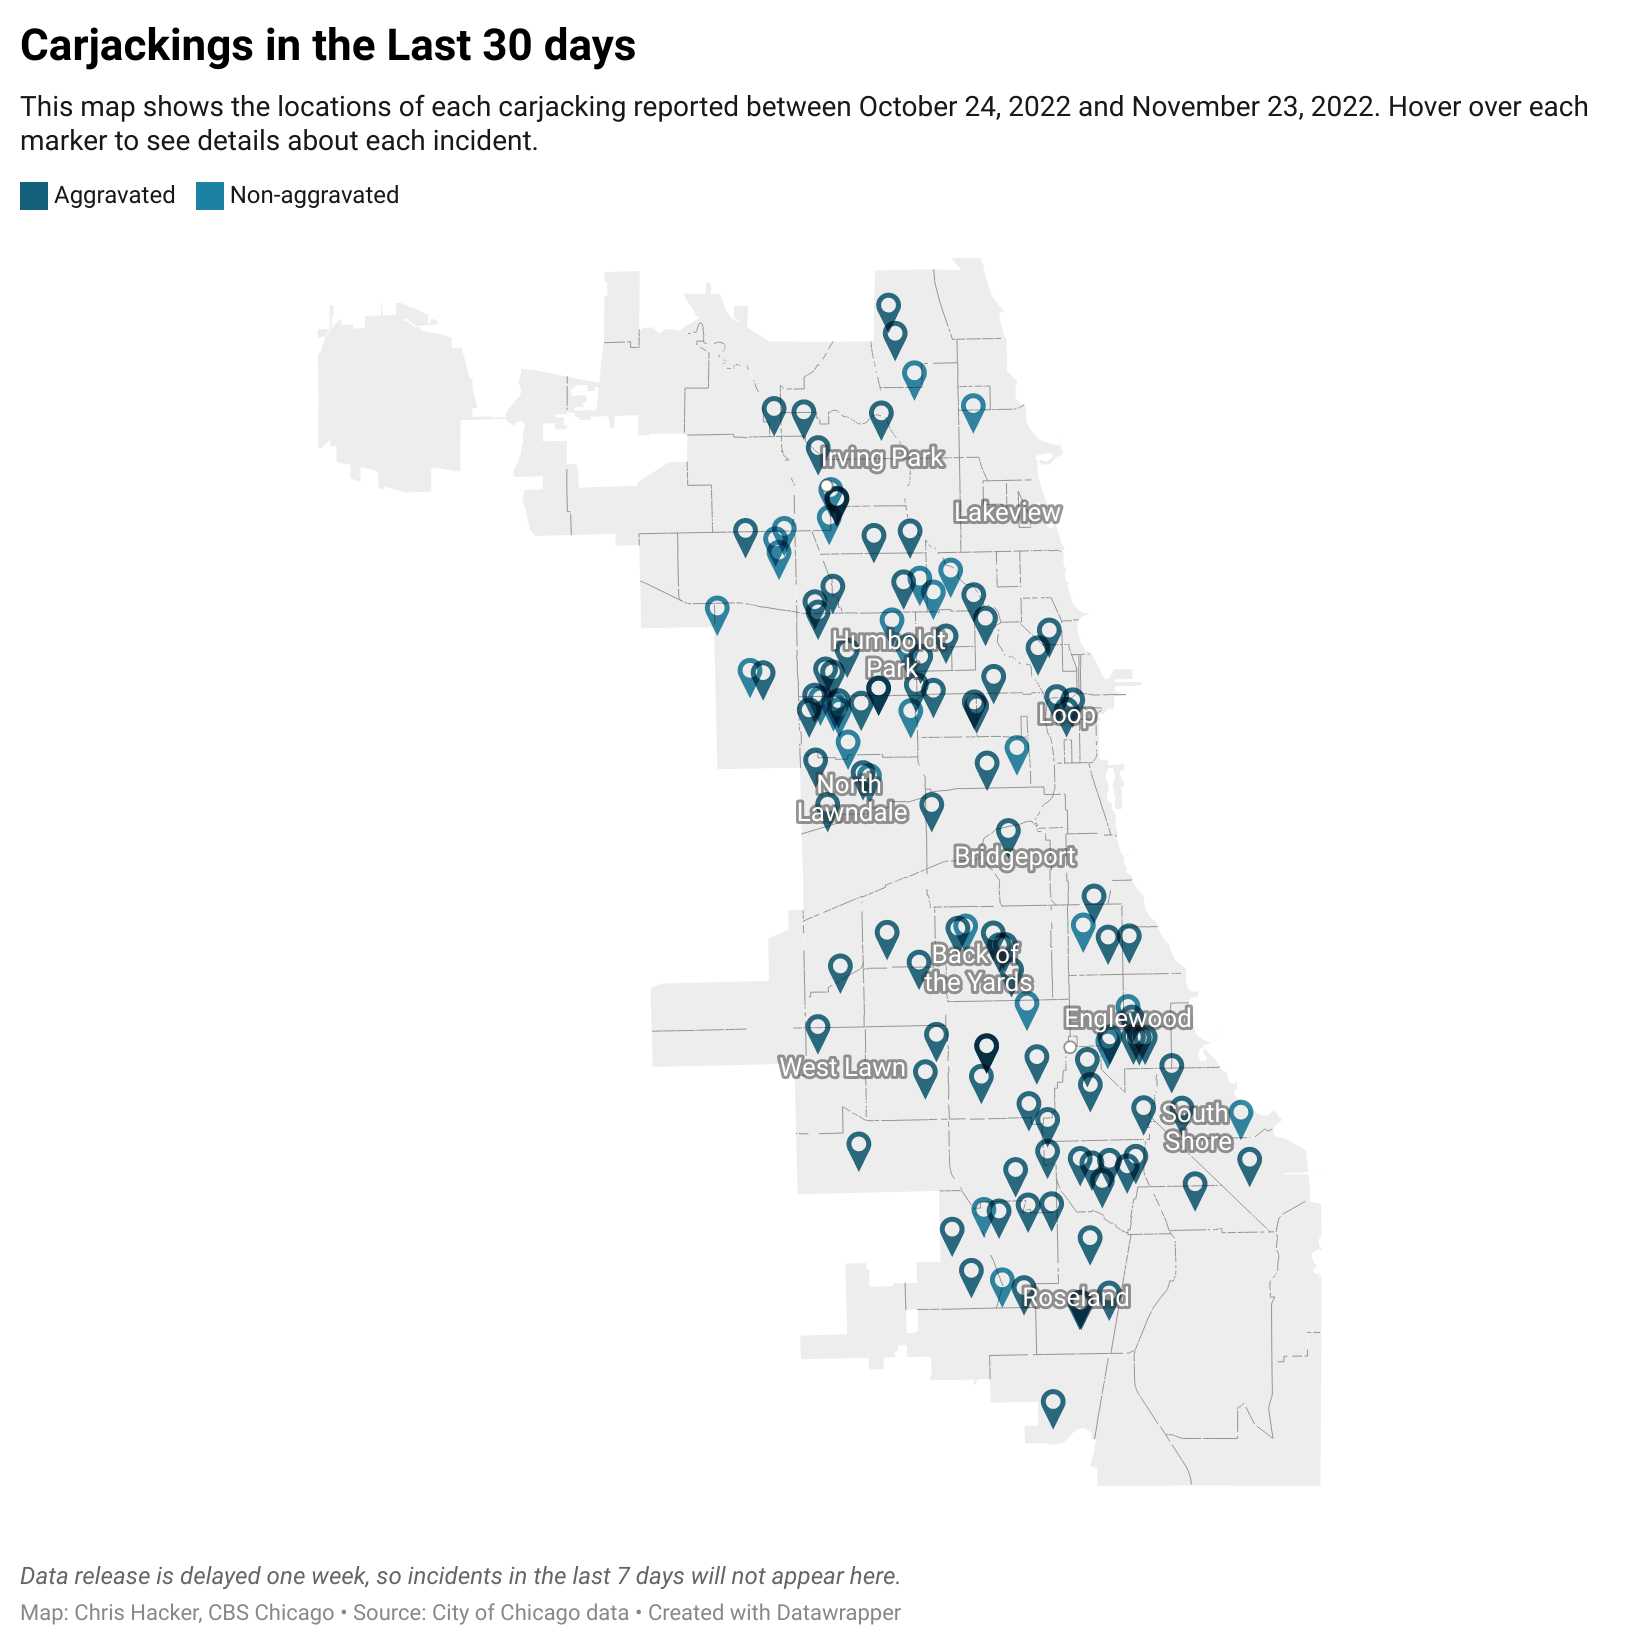 Carjackings in the Last 30 days
This map shows the locations of each carjacking reported between October 24, 2022 and November 23, 2022. Hover over each
marker to see details about each incident.
Aggravated Non-aggravated
Irving Park
Lakeview
Humboldt
Park
Loop
North
Lawndale
Bridgeport
Back of
the Yards
Englewood
West Lawn
South
Shore
Roseland
Data release is delayed one week, so incidents in the last 7 days will not appear here.
Map: Chris Hacker, CBS Chicago • Source: City of Chicago data • Created with Datawrapper